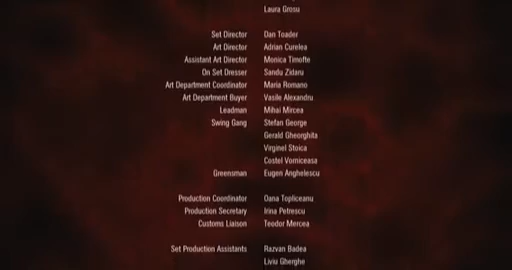 Laura Grosu
Set Director Dan Toader
Art Director Adrian Curelea
Assistant Art Director Monica Timofte
On Set Dresser Sandu Zidaru
Art Department Coordinator Maria Romano
Art Department Buyer Vasile Alexandru
Leadman Mihai Mircea
Swing Gang Stefan George
Gerald Gheorghita
Virginel Stoica
Costel Vorniceasa
Greensman Eugen Anghelescu
Production Coordinator Oana Topliceanu
Production Secretary Irina Petrescu
Customs Liaison Teodor Mercea
Set Production Assistants Razvan Badea
Liviu Gherghe